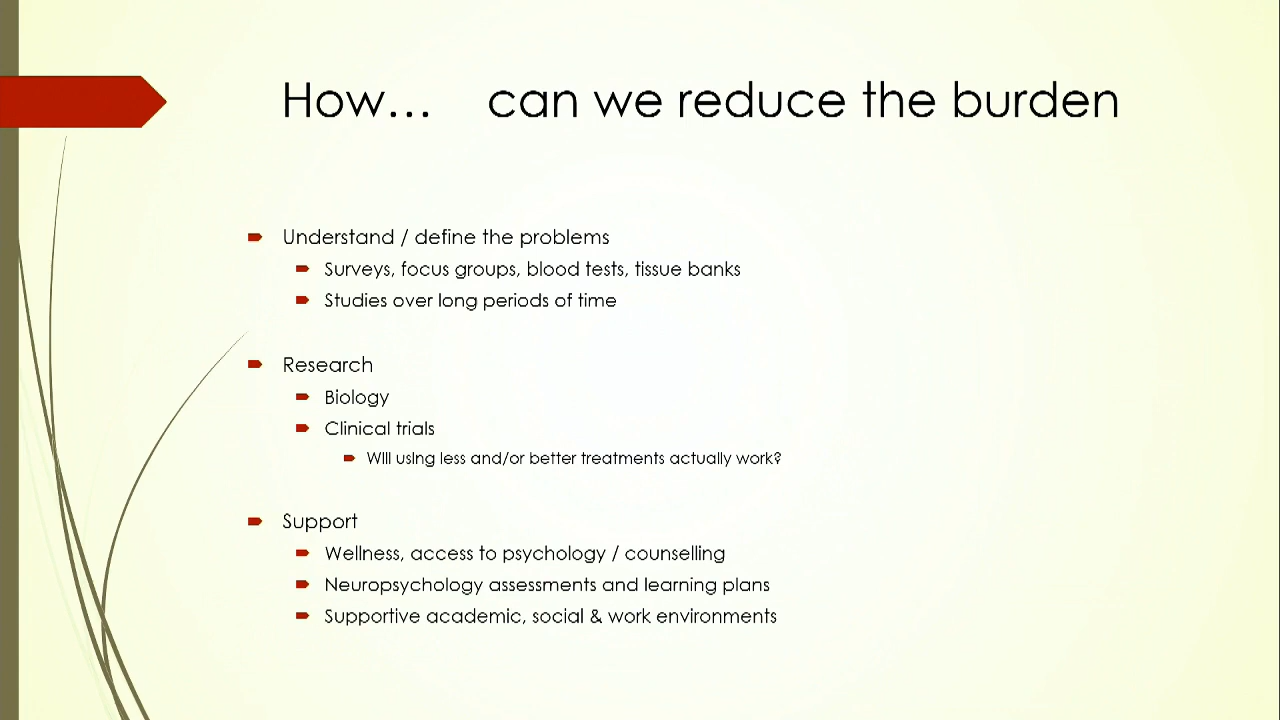 How... can we reduce the burden
Understand / define the problems
Surveys, focus groups, blood tests, tissue banks
Studies over long periods of time
Research
Biology
Clinical trials
Will using less and/or better treatments actually work?
Support
Wellness, access to psychology / counselling
Neuropsychology assessments and learning plans
Supportive academic, social & work environments